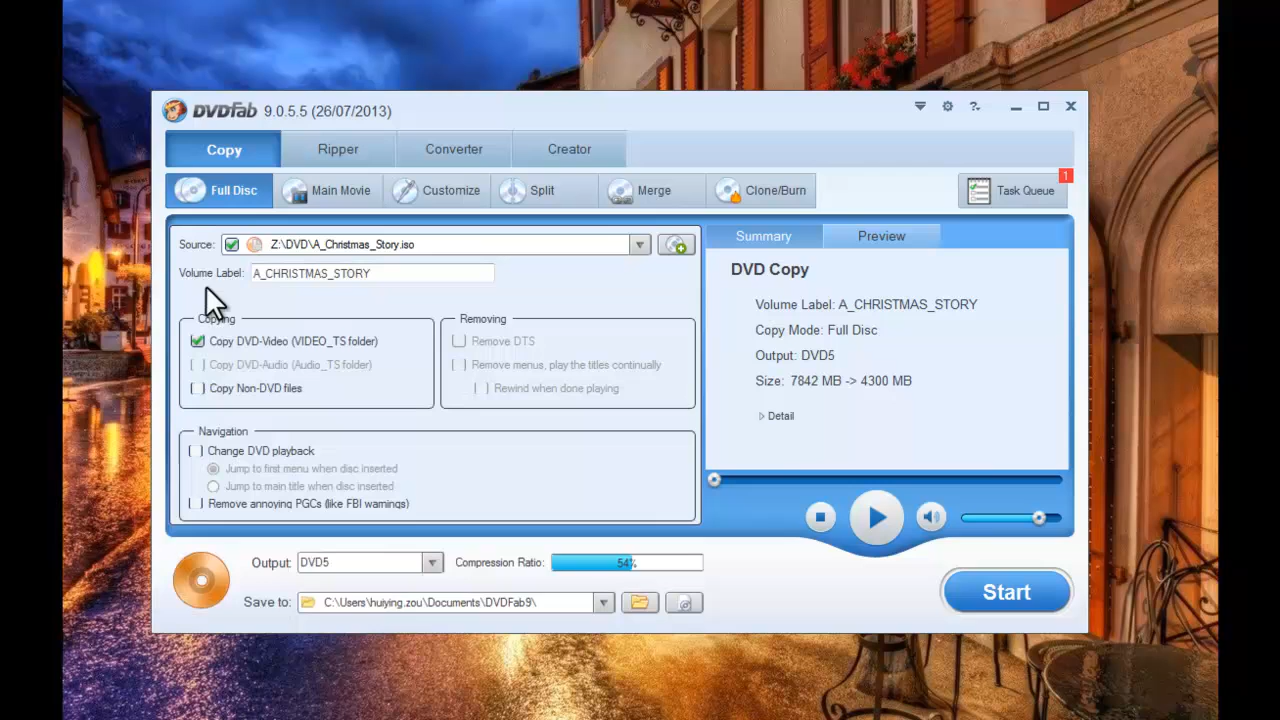 DVDFab 9.0.5.5 (26/07/2013)
Copy Ripper Converter Creator
Full Disc Main Movie Customize Split Merge Clone/Burn Task Queue 1
Source: Z:\DVD\A_Christmas_Story.iso
Volume Label: A_CHRISTMAS_STORY
Copying
Copy DVD-Video (VIDEO_TS folder)
Copy DVD-Audio (Audio_TS folder)
Copy Non-DVD files
Removing
Remove DTS
Remove menus, play the titles continually
Rewind when done playing
Navigation
Change DVD playback
Jump to first menu when disc inserted
Jump to main title when disc inserted
Remove annoying PGCs (like FBI warnings)
Summary Preview
DVD Copy
Volume Label: A_CHRISTMAS_STORY
Copy Mode: Full Disc
Output: DVD5
Size: 7842 MB -> 4300 MB
Detail
Output: DVD5 Compression Ratio: 54%
Save to: C:\Users\huiying.zou\Documents\DVDFab9\
Start